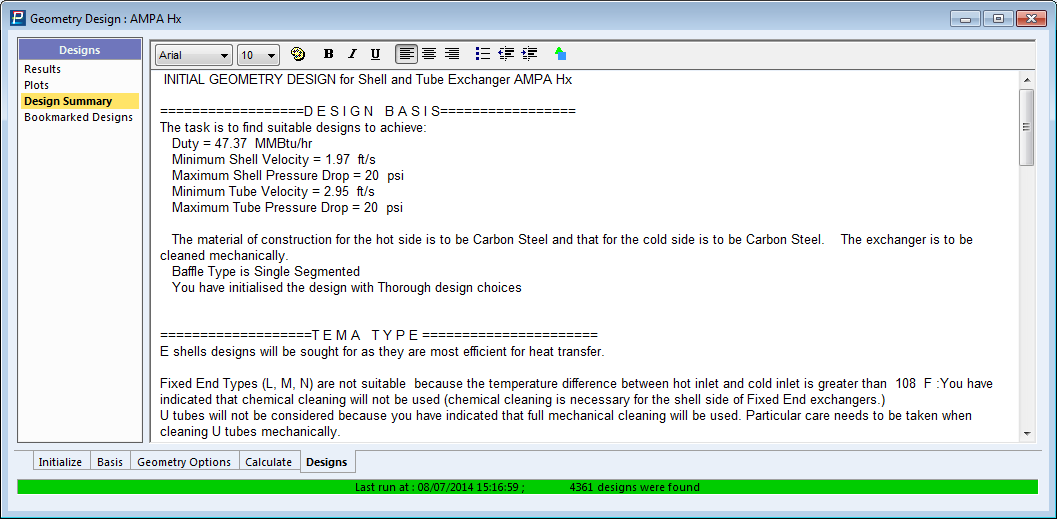 Geometry Design : AMPA Hx
Designs
Results
Plots
Design Summary
Bookmarked Designs
Arial 10 B I U
INITIAL GEOMETRY DESIGN for Shell and Tube Exchanger AMPA Hx
==================D E S I G N   B A S I S=================
The task is to find suitable designs to achieve:
Duty = 47.37  MMBtu/hr
Minimum Shell Velocity = 1.97  ft/s
Maximum Shell Pressure Drop = 20  psi
Minimum Tube Velocity = 2.95  ft/s
Maximum Tube Pressure Drop = 20  psi
The material of construction for the hot side is to be Carbon Steel and that for the cold side is to be Carbon Steel.    The exchanger is to be
cleaned mechanically.
Baffle Type is Single Segmented
You have initialised the design with Thorough design choices
===================T E M A   T Y P E ======================
E shells designs will be sought for as they are most efficient for heat transfer.
Fixed End Types (L, M, N) are not suitable  because the temperature difference between hot inlet and cold inlet is greater than  108  F :You have
indicated that chemical cleaning will not be used (chemical cleaning is necessary for the shell side of Fixed End exchangers.)
U tubes will not be considered because you have indicated that full mechanical cleaning will be used. Particular care needs to be taken when
cleaning U tubes mechanically.
Initialize Basis Geometry Options Calculate Designs
Last run at : 08/07/2014 15:16:59 ;        4361 designs were found